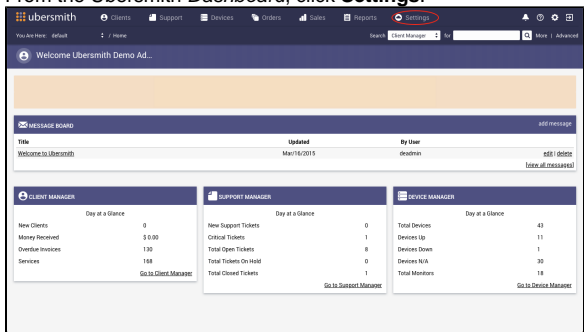 From the Ubersmith Dashboard, click Settings.
ubersmith Clients Support Devices Orders Sales Reports Settings
You Are Here: default / Home Search Client Manager for More | Advanced
Welcome Ubersmith Demo Ad...
MESSAGE BOARD add message
Title Updated By User
Welcome to Ubersmith Mar/16/2015 deadmin edit | delete
[view all messages]
CLIENT MANAGER SUPPORT MANAGER DEVICE MANAGER
Day at a Glance Day at a Glance Day at a Glance
New Clients 0 New Support Tickets 0 Total Devices 43
Money Received $ 0.00 Critical Tickets 1 Devices Up 11
Overdue Invoices 130 Total Open Tickets 8 Devices Down 1
Services 168 Total Tickets On Hold 0 Devices N/A 30
Go to Client Manager Total Closed Tickets 1 Total Monitors 18
Go to Support Manager Go to Device Manager